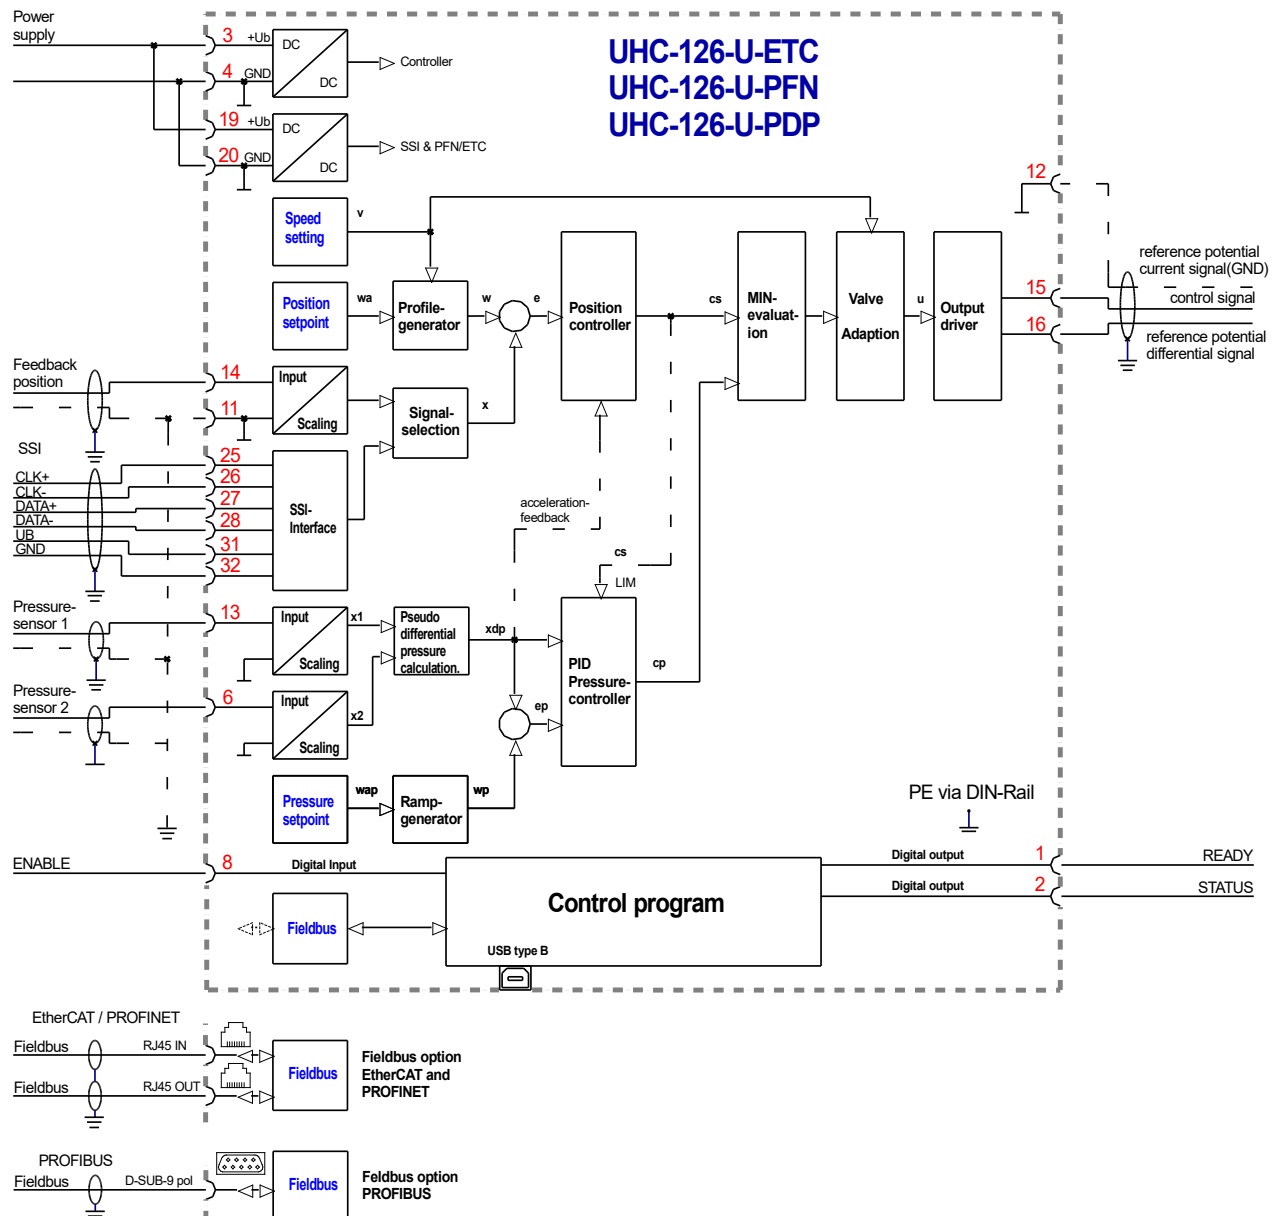 Power
supply
3
+Ub
DC
DC
Controller
4
GND
19
+Ub
DC
DC
SSI & PFN/ETC
20
GND
UHC-126-U-ETC
UHC-126-U-PFN
UHC-126-U-PDP
12
Speed
setting
v
Position
setpoint
wa
Profile-
generator
w
e
Position
controller
cs
MIN-
evaluat-
ion
Valve
Adaption
u
Output
driver
15
16
reference potential
current signal(GND)
control signal
reference potential
differential signal
Feedback
position
14
11
Input
Scaling
Signal-
selection
x
SSI
CLK+
CLK-
DATA+
DATA-
UB
GND
25
26
27
28
31
32
SSI-
Interface
acceleration-
feedback
cs
LIM
Pressure-
sensor 1
13
Input
Scaling
x1
Pseudo
differential
pressure
calculation.
xdp
PID
Pressure-
controller
cp
Pressure-
sensor 2
6
Input
Scaling
x2
ep
Pressure
setpoint
wap
Ramp-
generator
wp
PE via DIN-Rail
ENABLE
8
Digital Input
Control program
USB type B
Digital output
1
READY
Digital output
2
STATUS
Fieldbus
EtherCAT / PROFINET
Fieldbus
RJ45 IN
Fieldbus
RJ45 OUT
Fieldbus
Fieldbus option
EtherCAT and
PROFINET
PROFIBUS
Fieldbus
D-SUB-9 pol
Fieldbus
Feldbus option
PROFIBUS